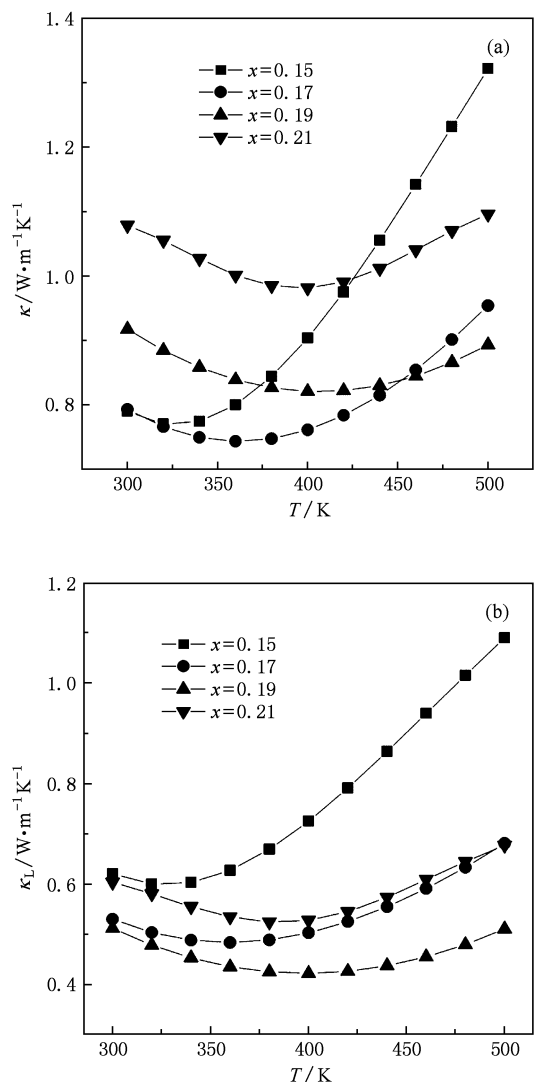 (a)
x=0.15
x=0.17
x=0.19
x=0.21
1.4
1.2
1.0
0.8
κ/W•m⁻¹K⁻¹
300 350 400 450 500
T/K
(b)
x=0.15
x=0.17
x=0.19
x=0.21
1.2
1.0
0.8
0.6
0.4
κL/W•m⁻¹K⁻¹
300 350 400 450 500
T/K